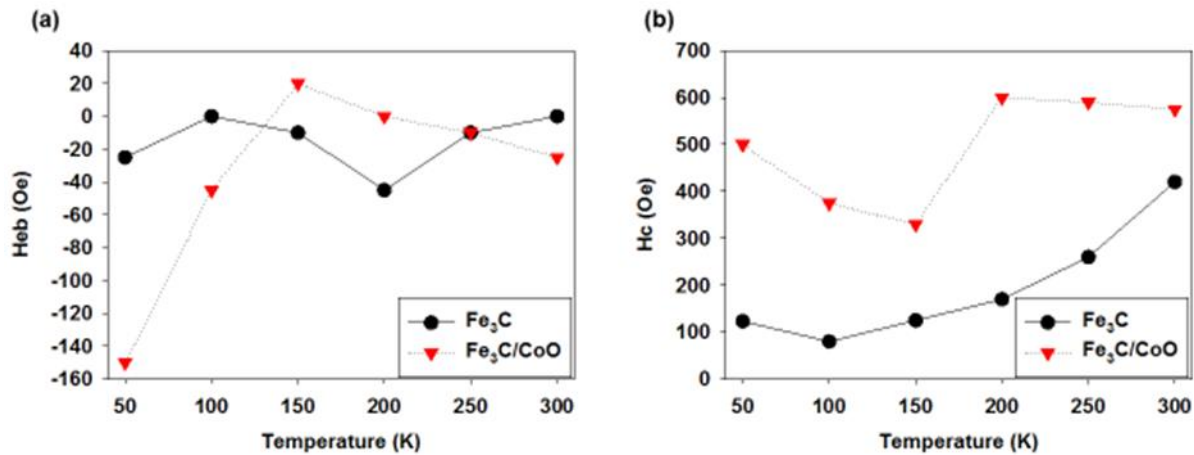 (a)
40
20
0
-20
-40
-60
-80
-100
-120
-140
-160
Heb (Oe)
Fe₃C
Fe₃C/CoO
50 100 150 200 250 300
Temperature (K)
(b)
700
600
500
400
300
200
100
0
Hc (Oe)
Fe₃C
Fe₃C/CoO
50 100 150 200 250 300
Temperature (K)